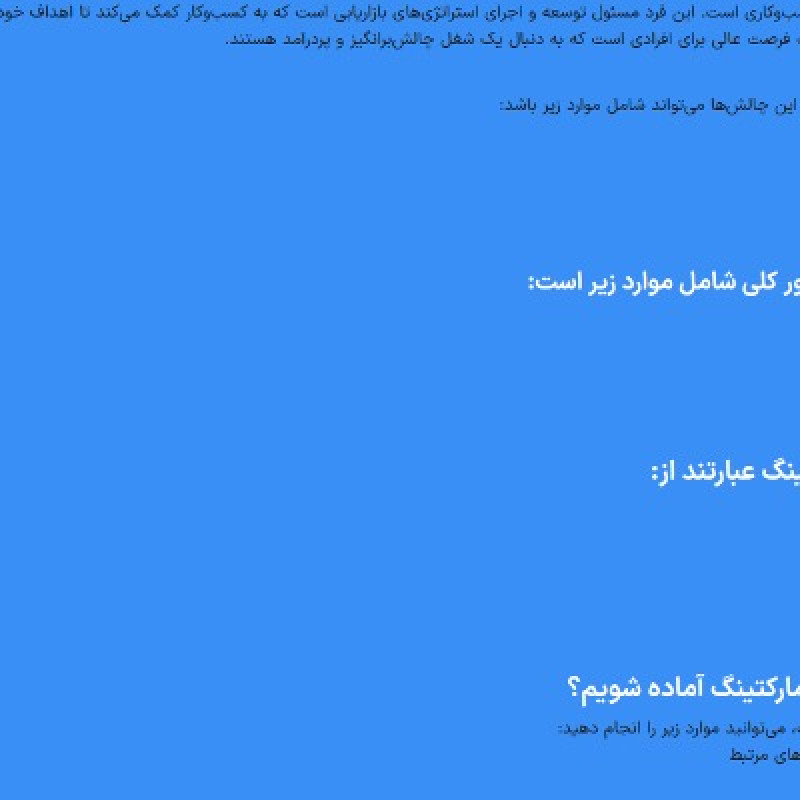 ب‌وکاری است. این فرد مسئول توسعه و اجرای استراتژی‌های بازاریابی است که به کسب‌وکار کمک می‌کند تا اهداف خود
فرصت عالی برای افرادی است که به دنبال یک شغل چالش‌برانگیز و پردرآمد هستند.
این چالش‌ها می‌تواند شامل موارد زیر باشد:
ور کلی شامل موارد زیر است:
ینگ عبارتند از:
مارکتینگ آماده شویم؟
می‌توانید موارد زیر را انجام دهید:
های مرتبط